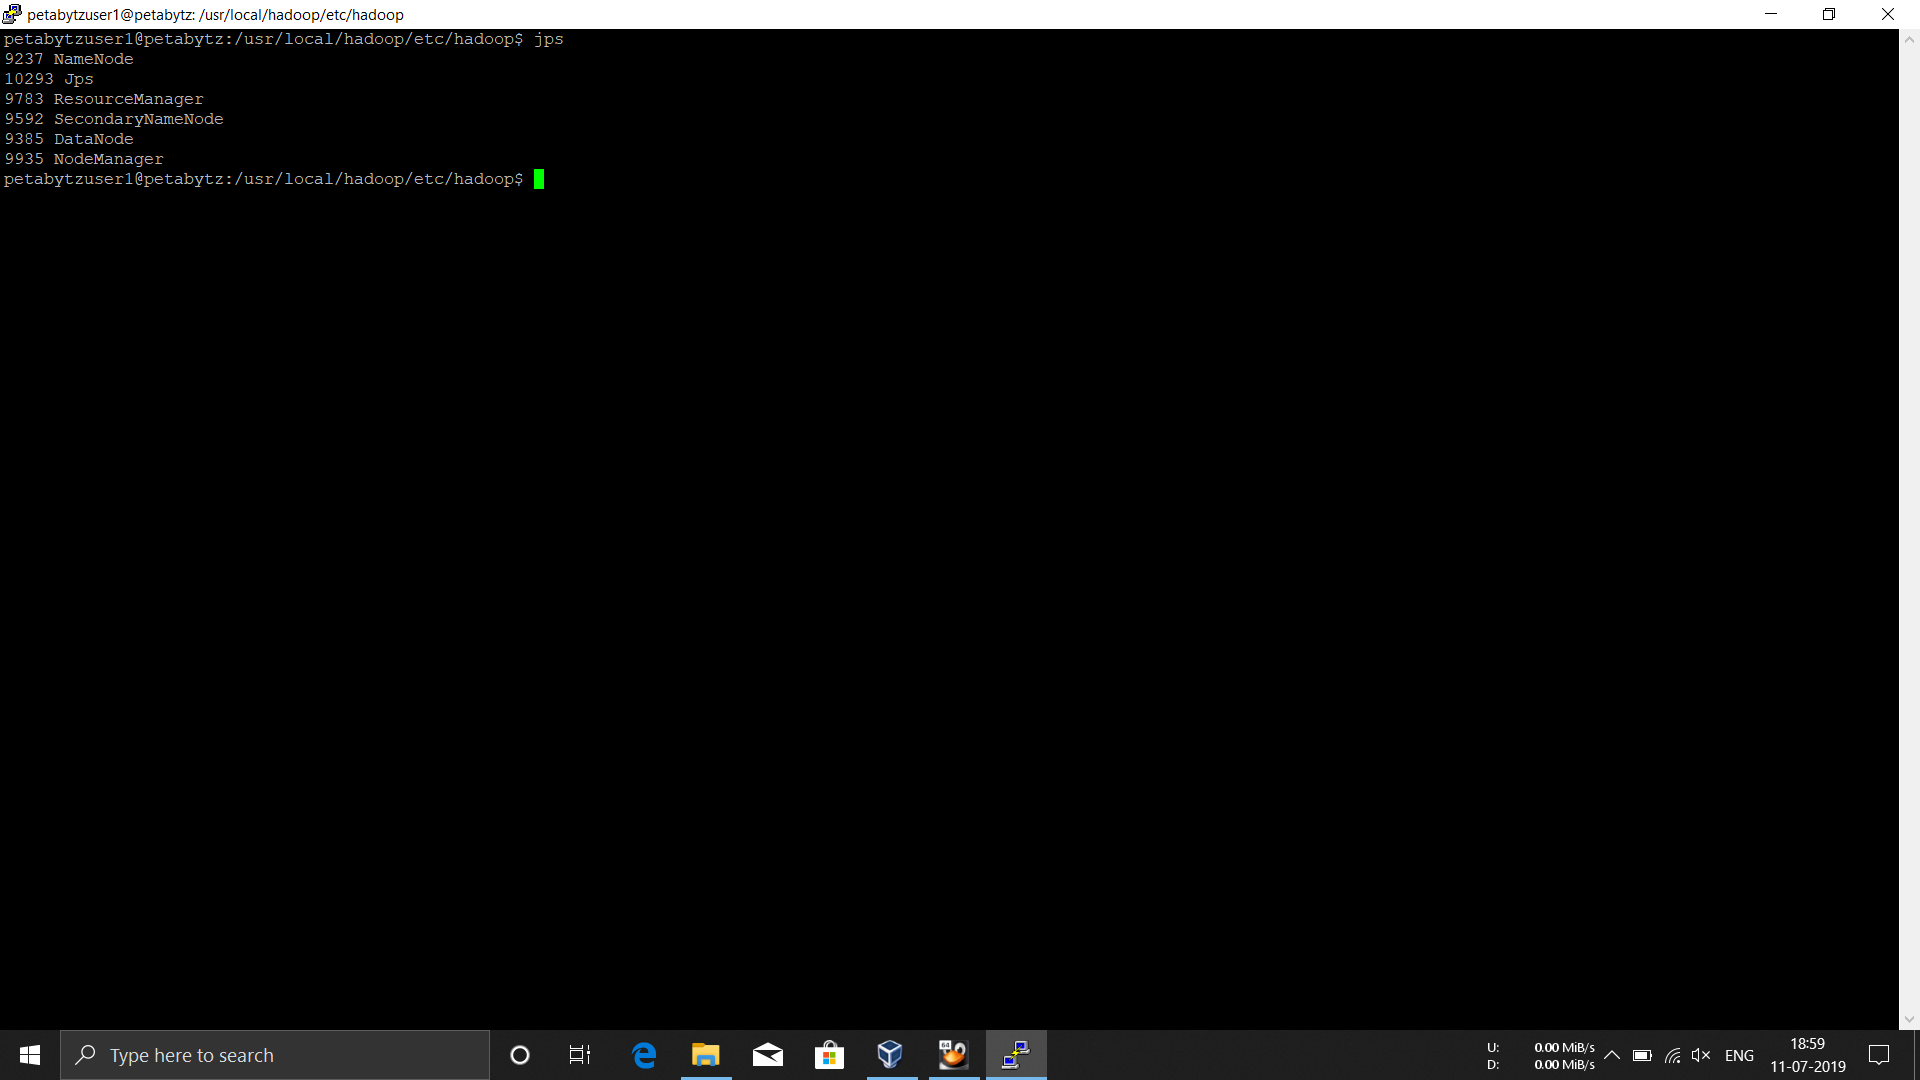 petabytzuser1@petabytz: /usr/local/hadoop/etc/hadoop
petabytzuser1@petabytz:/usr/local/hadoop/etc/hadoop$ jps
9237 NameNode
10293 Jps
9783 ResourceManager
9592 SecondaryNameNode
9385 DataNode
9935 NodeManager
petabytzuser1@petabytz:/usr/local/hadoop/etc/hadoop$
Type here to search
64
U: 0.00 MiB/s
D: 0.00 MiB/s
ENG
18:59
11-07-2019